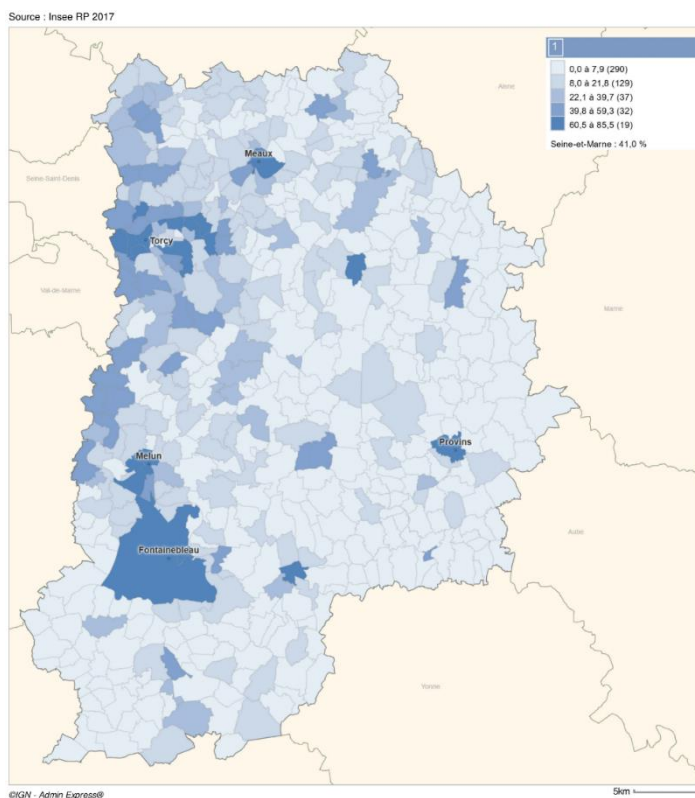 Source : Insee RP 2017
1
0,0 à 7,9 (290)
8,0 à 21,8 (129)
22,1 à 39,7 (37)
39,8 à 59,3 (32)
60,5 à 85,5 (19)
Seine-et-Marne : 41,0 %
Aisne
Meaux
Seine-Saint-Denis
Torcy
Val-de-Marne
Marne
Provins
Melun
Aube
Fontainebleau
Yonne
©IGN - Admin Express®
5km